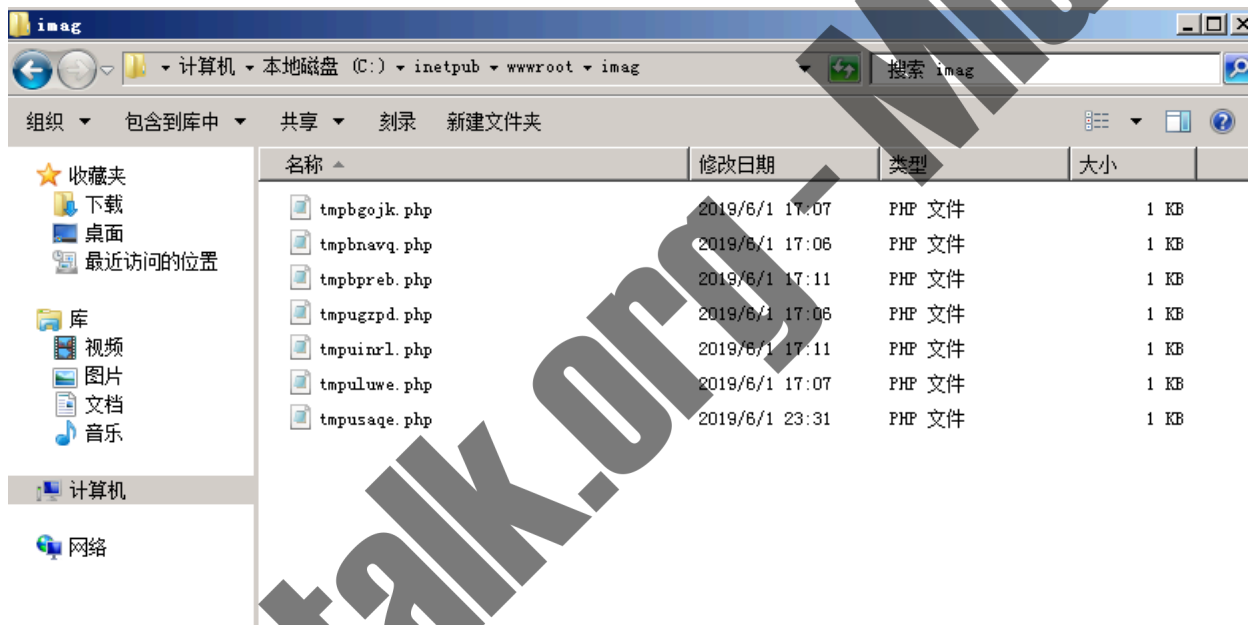 imag
计算机 本地磁盘 (C:) inetpub wwwroot imag 搜索 imag
组织 包含到库中 共享 刻录 新建文件夹
名称 修改日期 类型 大小
收藏夹
下载
桌面
最近访问的位置
库
视频
图片
文档
音乐
计算机
网络
tmpbgojk.php 2019/6/1 17:07 PHP 文件 1 KB
tmpbnavq.php 2019/6/1 17:06 PHP 文件 1 KB
tmpbpreb.php 2019/6/1 17:11 PHP 文件 1 KB
tmpugzpd.php 2019/6/1 17:06 PHP 文件 1 KB
tmpuinrl.php 2019/6/1 17:11 PHP 文件 1 KB
tmpuluwe.php 2019/6/1 17:07 PHP 文件 1 KB
tmpusaqe.php 2019/6/1 23:31 PHP 文件 1 KB
talk.org -